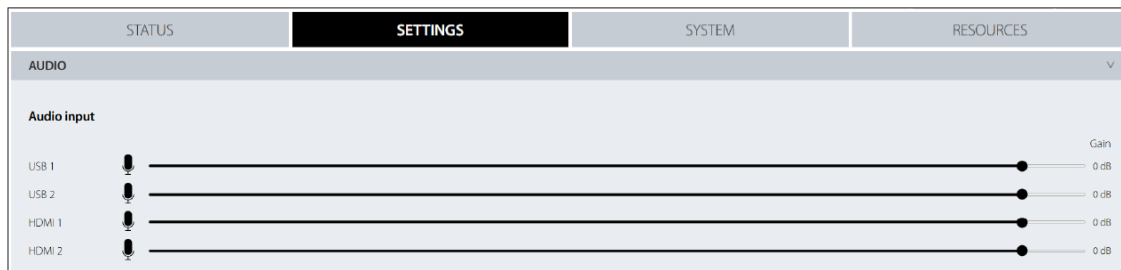 STATUS SETTINGS SYSTEM RESOURCES
AUDIO
Audio input
Gain
USB 1 0 dB
USB 2 0 dB
HDMI 1 0 dB
HDMI 2 0 dB